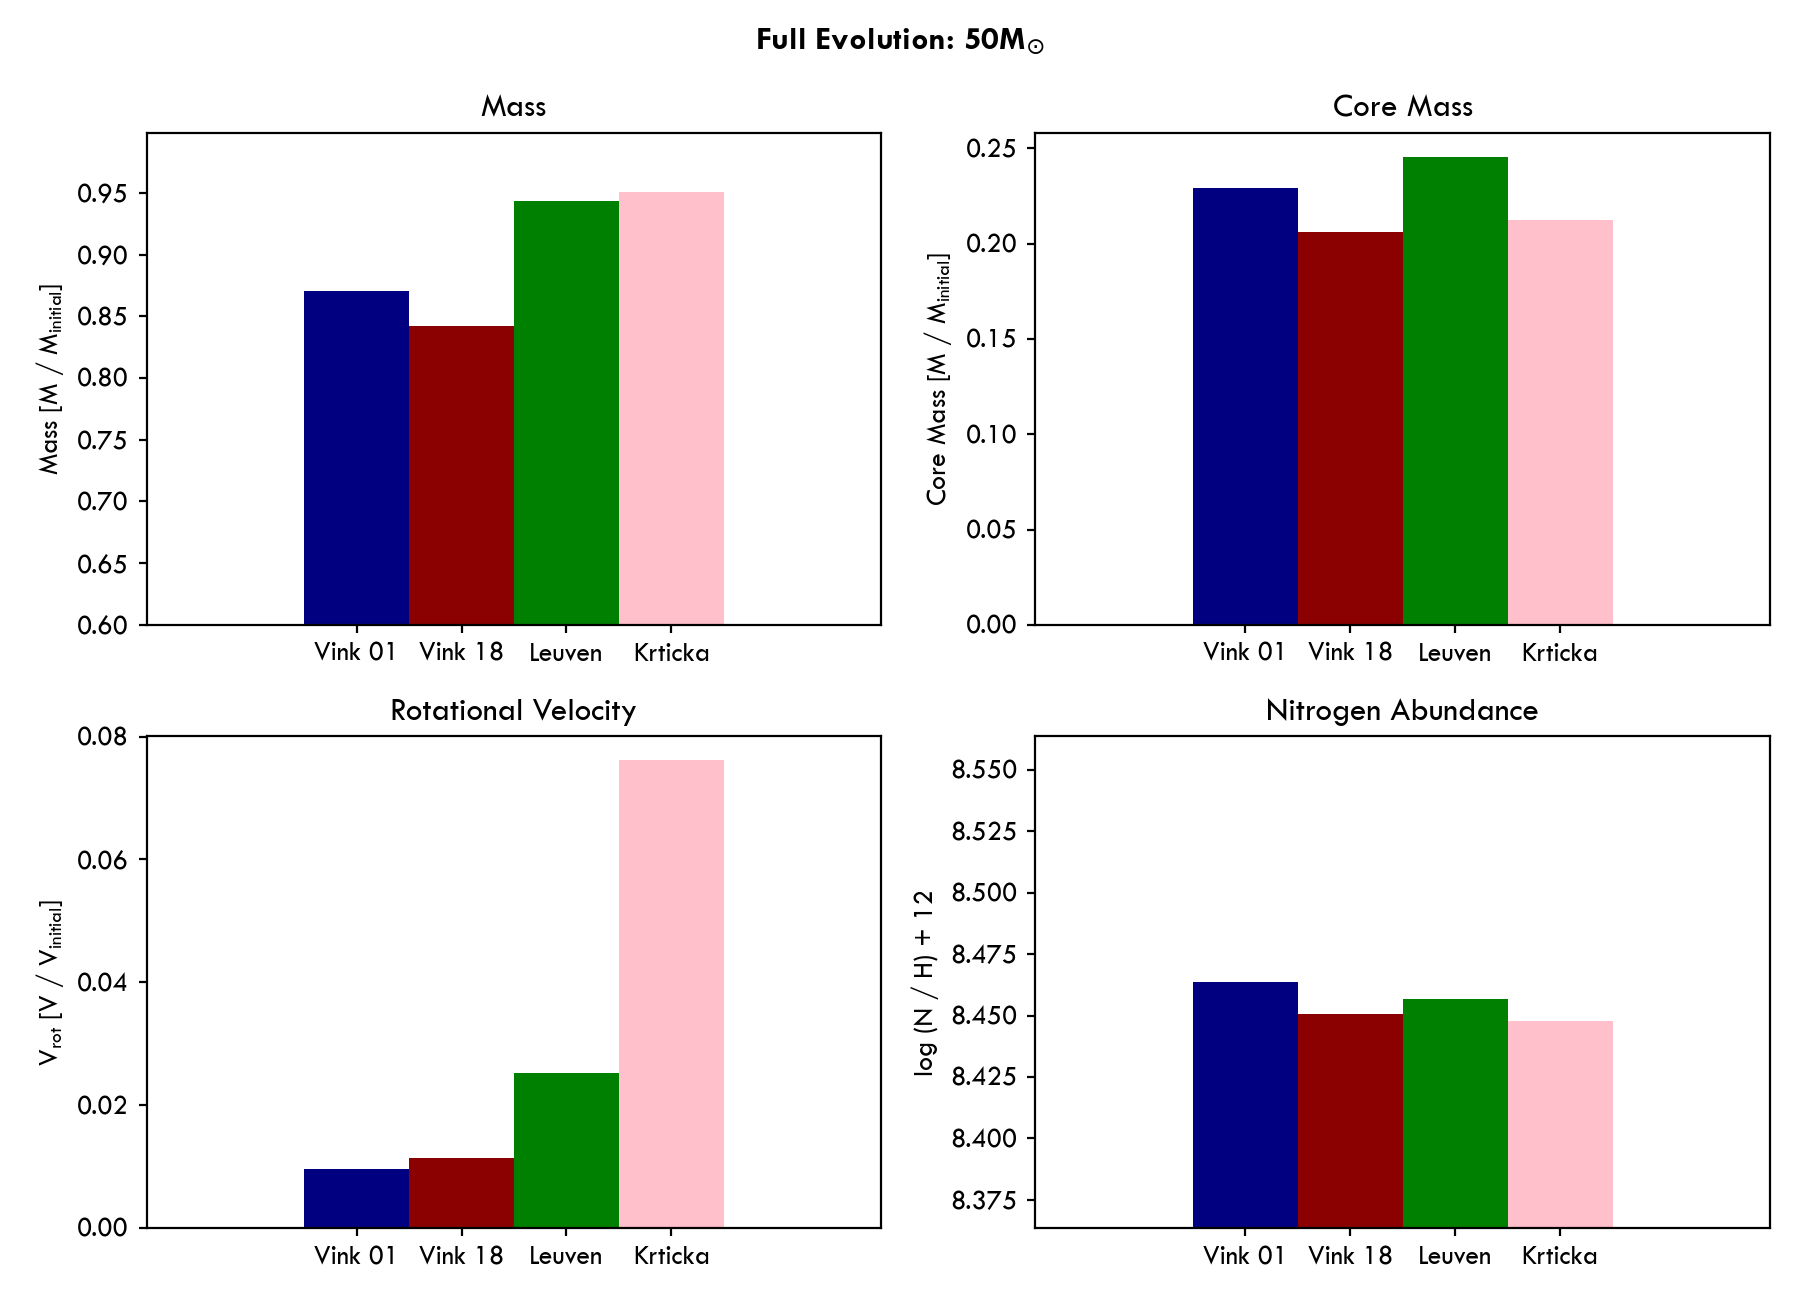 Full Evolution: 50M☉
Mass
Mass [M / Minitial]
0.95
0.90
0.85
0.80
0.75
0.70
0.65
0.60
Vink 01 Vink 18 Leuven Krticka
Core Mass
Core Mass [M / Minitial]
0.25
0.20
0.15
0.10
0.05
0.00
Vink 01 Vink 18 Leuven Krticka
Rotational Velocity
Vrot [V / Vinitial]
0.08
0.06
0.04
0.02
0.00
Vink 01 Vink 18 Leuven Krticka
Nitrogen Abundance
log (N / H) + 12
8.550
8.525
8.500
8.475
8.450
8.425
8.400
8.375
Vink 01 Vink 18 Leuven Krticka